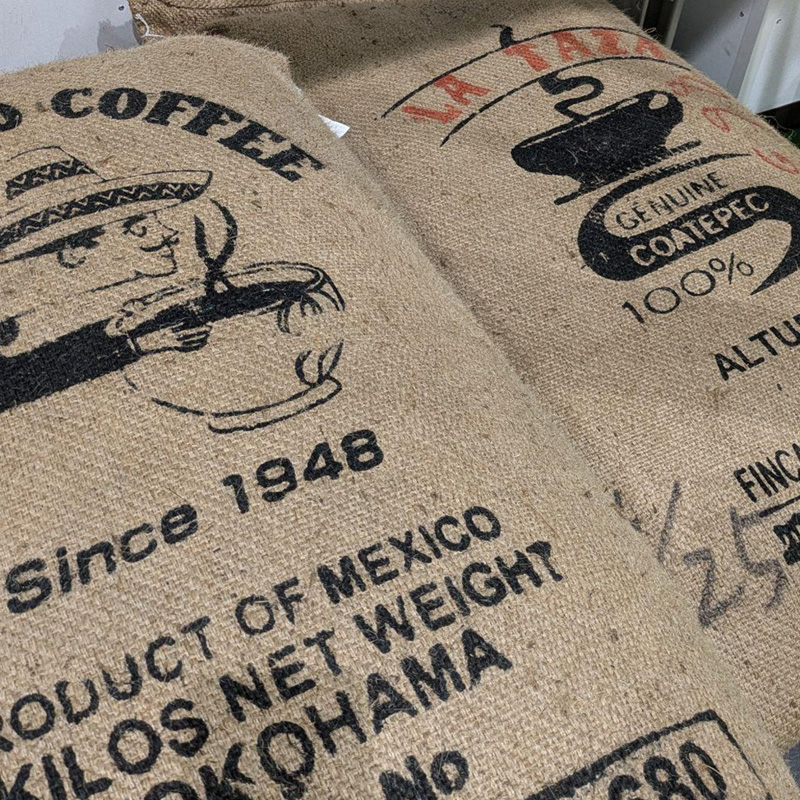 COFFEE
Since 1948
PRODUCT OF MEXICO
KILOS NET WEIGHT
YOKOHAMA
No
680
LA TAZA
GENUINE
COATEPEC
100%
ALTU
FINCA
25